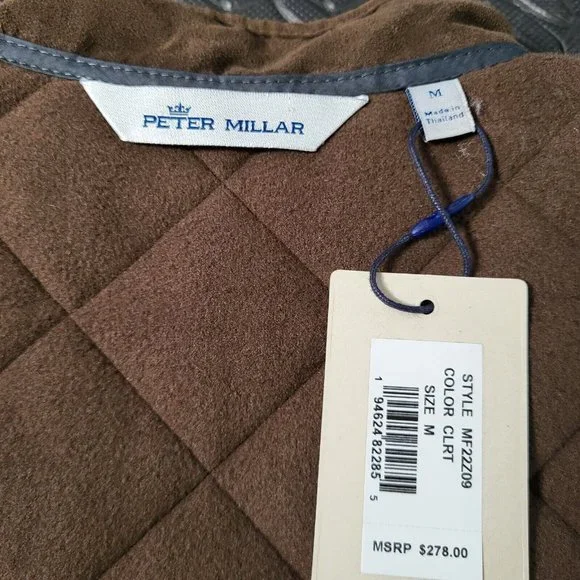 PETER MILLAR
M
Made in
Thailand
STYLE MF22Z09
COLOR CLRT
SIZE M
1 94624 82285 5
MSRP $278.00